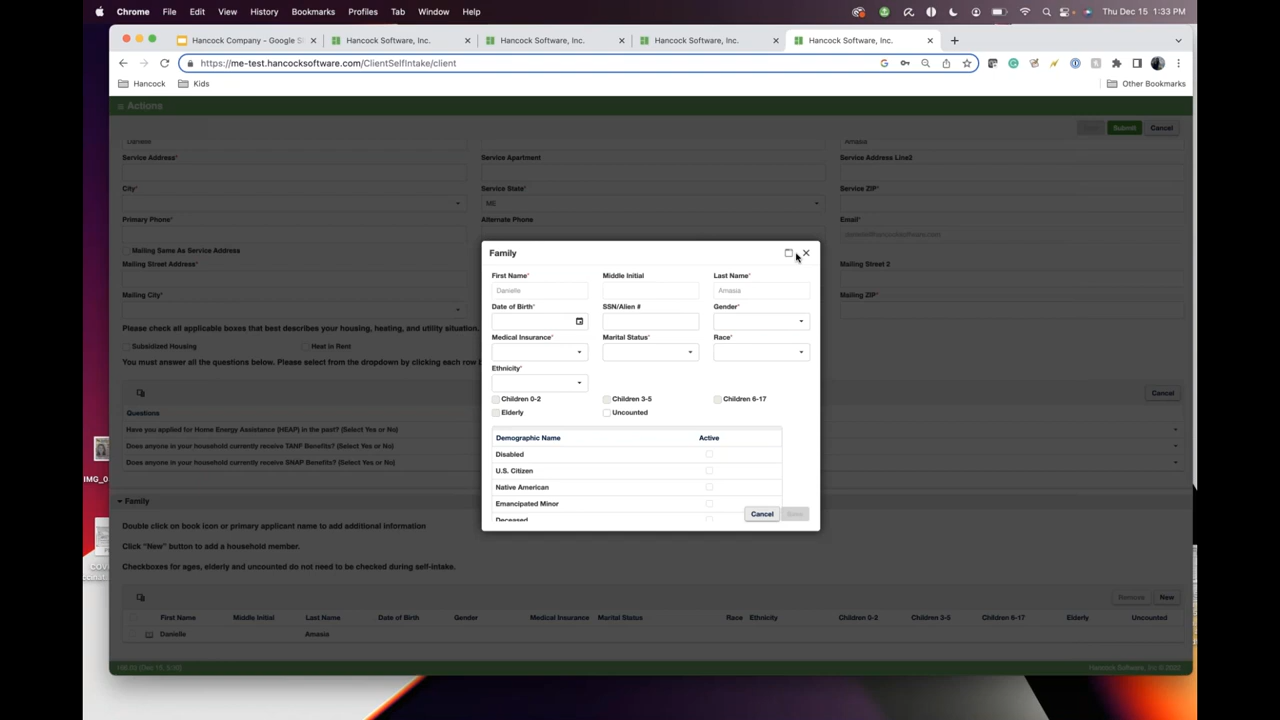 Chrome File Edit View History Bookmarks Profiles Tab Window Help Thu Dec 15 1:33 PM
Hancock Company - Google S Hancock Software, Inc. Hancock Software, Inc. Hancock Software, Inc. Hancock Software, Inc.
https://me-test.hancocksoftware.com/ClientSelfIntake/client
Hancock Kids Other Bookmarks
Actions
Submit Cancel
Danielle Amasia
Service Address* Service Apartment Service Address Line2
City* Service State* Service ZIP*
ME
Primary Phone* Alternate Phone Email*
Mailing Same As Service Address
Mailing Street Address* Mailing Street 2
Mailing City* Mailing ZIP*
Please check all applicable boxes that best describes your housing, heating, and utility situation.
Subsidized Housing Heat in Rent
You must answer all the questions below. Please select from the dropdown by clicking each row
Cancel
Questions
Have you applied for Home Energy Assistance (HEAP) in the past? (Select Yes or No)
Does anyone in your household currently receive TANF Benefits? (Select Yes or No)
Does anyone in your household currently receive SNAP Benefits? (Select Yes or No)
Family
First Name* Middle Initial Last Name*
Danielle Amasia
Date of Birth* SSN/Alien # Gender*
Medical Insurance* Marital Status* Race*
Ethnicity*
Children 0-2 Children 3-5 Children 6-17
Elderly Uncounted
Demographic Name Active
Disabled
U.S. Citizen
Native American
Emancipated Minor
Deceased
Cancel Save
Family
Double click on book icon or primary applicant name to add additional information
Click "New" button to add a household member.
Checkboxes for ages, elderly and uncounted do not need to be checked during self-intake.
Remove New
First Name Middle Initial Last Name Date of Birth Gender Medical Insurance Marital Status Race Ethnicity Children 0-2 Children 3-5 Children 6-17 Elderly Uncounted
Danielle Amasia
Hancock Software, Inc © 2022
IMG_0